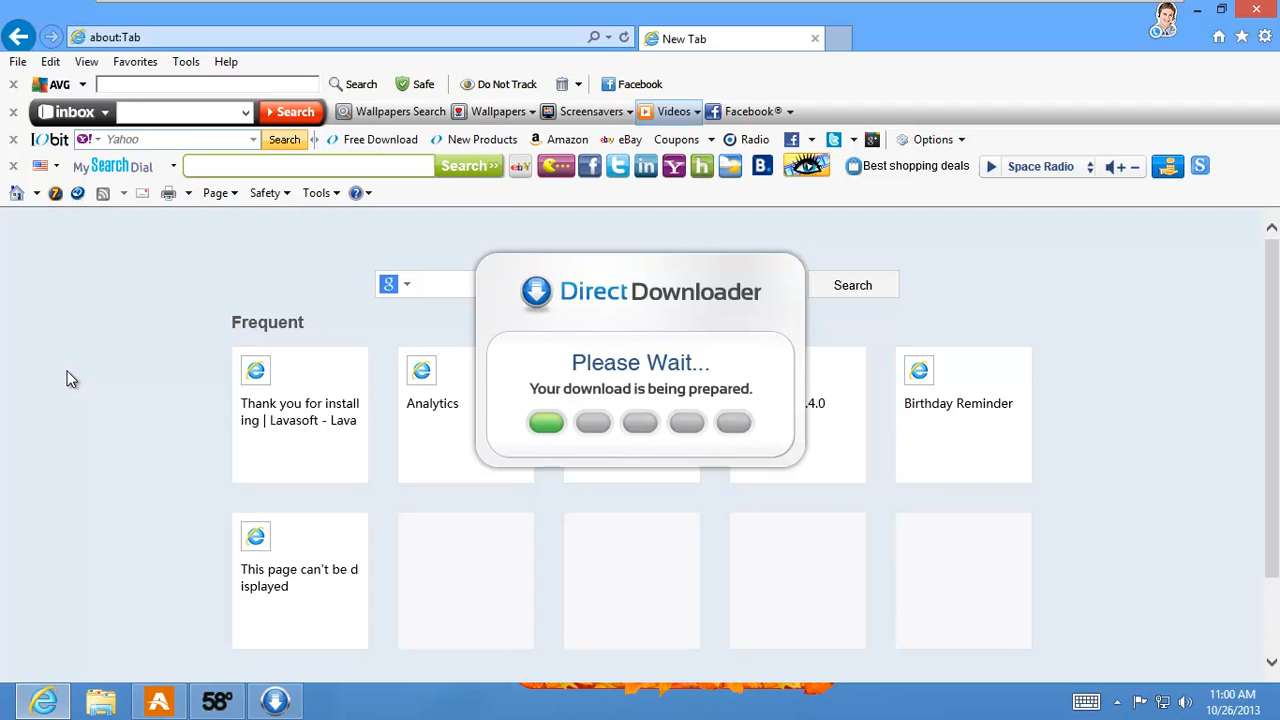 about:Tab
New Tab
File Edit View Favorites Tools Help
AVG Search Safe Do Not Track Facebook
inbox Search Wallpapers Search Wallpapers Screensavers Videos Facebook®
IObit Y! Yahoo Search Free Download New Products Amazon eBay Coupons Radio Options
My Search Dial Search >> Best shopping deals Space Radio
Page Safety Tools
Search
DirectDownloader
Please Wait...
Your download is being prepared.
Frequent
Thank you for install
ing | Lavasoft - Lava
Analytics
.4.0
Birthday Reminder
This page can't be d
isplayed
58°
11:00 AM
10/26/2013